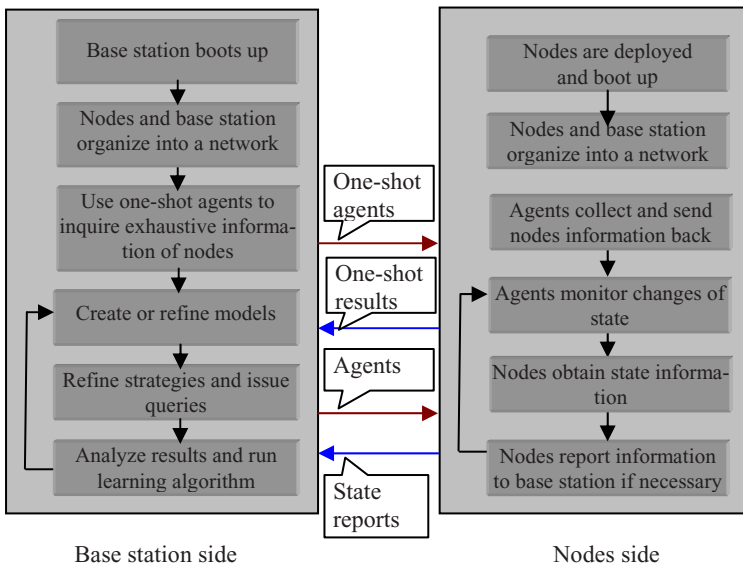 Base station boots up
Nodes and base station
organize into a network
Use one-shot agents to
inquire exhaustive informa-
tion of nodes
Create or refine models
Refine strategies and issue
queries
Analyze results and run
learning algorithm
Base station side
One-shot
agents
One-shot
results
Agents
State
reports
Nodes are deployed
and boot up
Nodes and base station
organize into a network
Agents collect and send
nodes information back
Agents monitor changes of
state
Nodes obtain state informa-
tion
Nodes report information
to base station if necessary
Nodes side